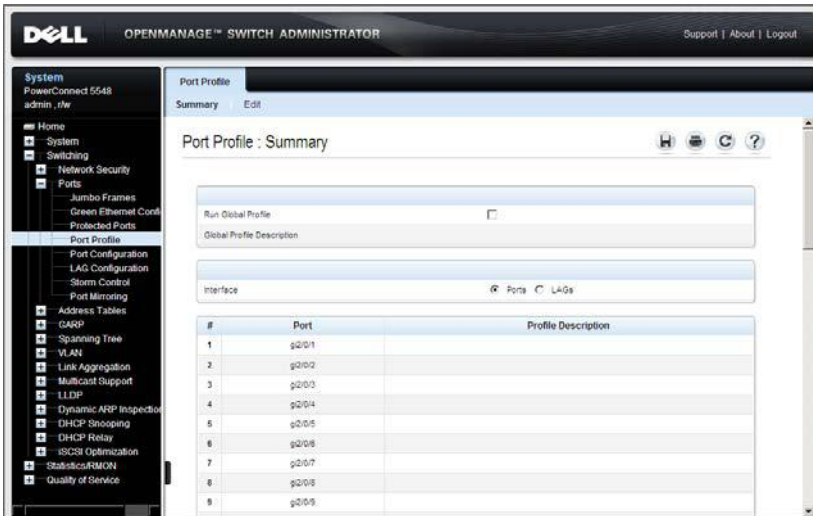 DELL
OPENMANAGE™ SWITCH ADMINISTRATOR
Support | About | Logout
System
PowerConnect 5548
admin , r/w
Home
System
Switching
Network Security
Ports
Jumbo Frames
Green Ethernet Confi
Protected Ports
Port Profile
Port Configuration
LAG Configuration
Storm Control
Port Mirroring
Address Tables
GARP
Spanning Tree
VLAN
Link Aggregation
Multicast Support
LLDP
Dynamic ARP Inspection
DHCP Snooping
DHCP Relay
iSCSI Optimization
Statistics/RMON
Quality of Service
Port Profile
Summary Edit
Port Profile : Summary
Run Global Profile
Global Profile Description
Interface Ports LAGs
# Port Profile Description
1 gi2/0/1
2 gi2/0/2
3 gi2/0/3
4 gi2/0/4
5 gi2/0/5
6 gi2/0/6
7 gi2/0/7
8 gi2/0/8
9 gi2/0/9